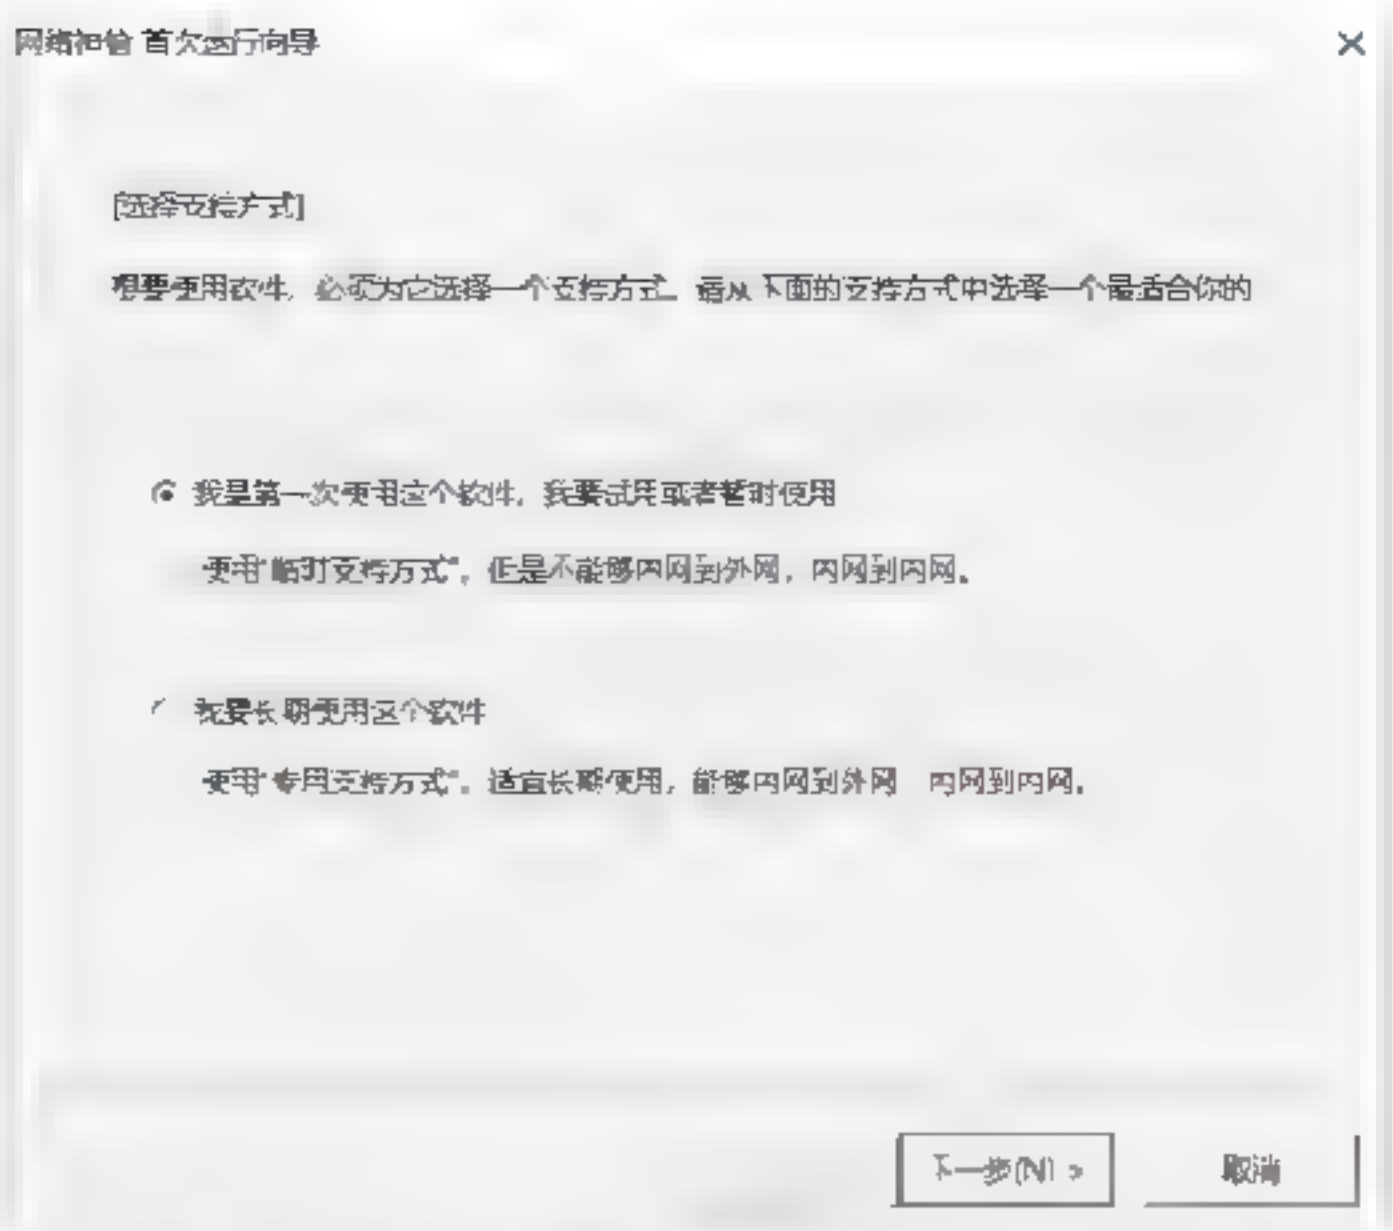 网络神偷 首次运行向导
[选择支持方式]
想要使用软件，必须为它选择一个支持方式。请从下面的支持方式中选择一个最适合你的
我是第一次使用这个软件，我要试用或者暂时使用
使用“临时支持方式”，但是不能够内网到外网，内网到内网。
我要长期使用这个软件
使用“专用支持方式”，适宜长期使用，能够内网到外网，内网到内网。
下一步(N) >
取消